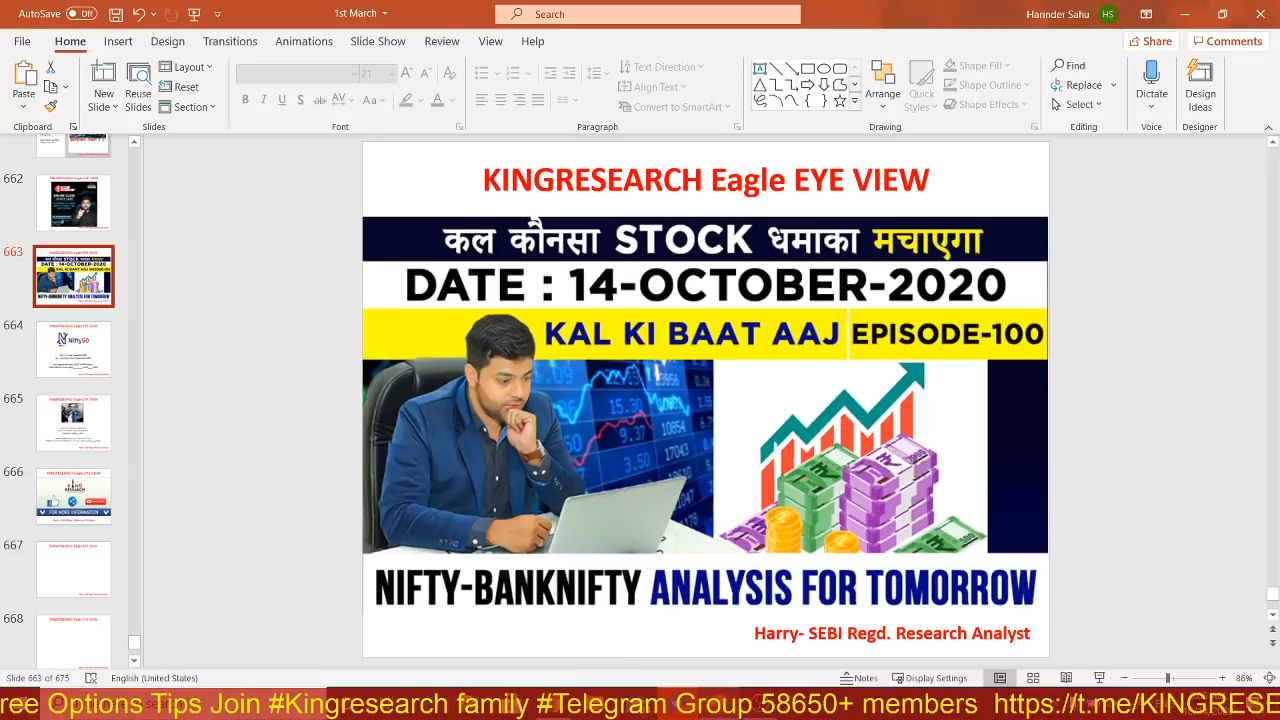 Off
1st March
HS
File Home Insert Design Transitions Animations Slide Show Review View Help
Share Comments
Paste New Slide Reuse Slides Layout Reset Section
21
Text Direction
Align Text
Convert to SmartArt
Arrange Quick Styles
Shape Fill
Shape Outline
Shape Effects
Find
Replace
Select
Dictate
Design Ideas
Slides Font Paragraph Drawing Editing Voice Designer
662
663
664
665
666
667
668
KINGRESEARCH Eagle EYE VIEW
कल कौनसा STOCK धमाका मचाएगा
DATE : 14-OCTOBER-2020
KAL KI BAAT AAJ EPISODE-100
NIFTY-BANKNIFTY ANALYSIS FOR TOMORROW
Harry- SEBI Regd. Research Analyst
Slide 663 of 675 English (United States) Notes Display Settings 86%
ree Options Tips Join #Kingresearch family #Telegram Group 58650+ members https://t.me/KINGRESE